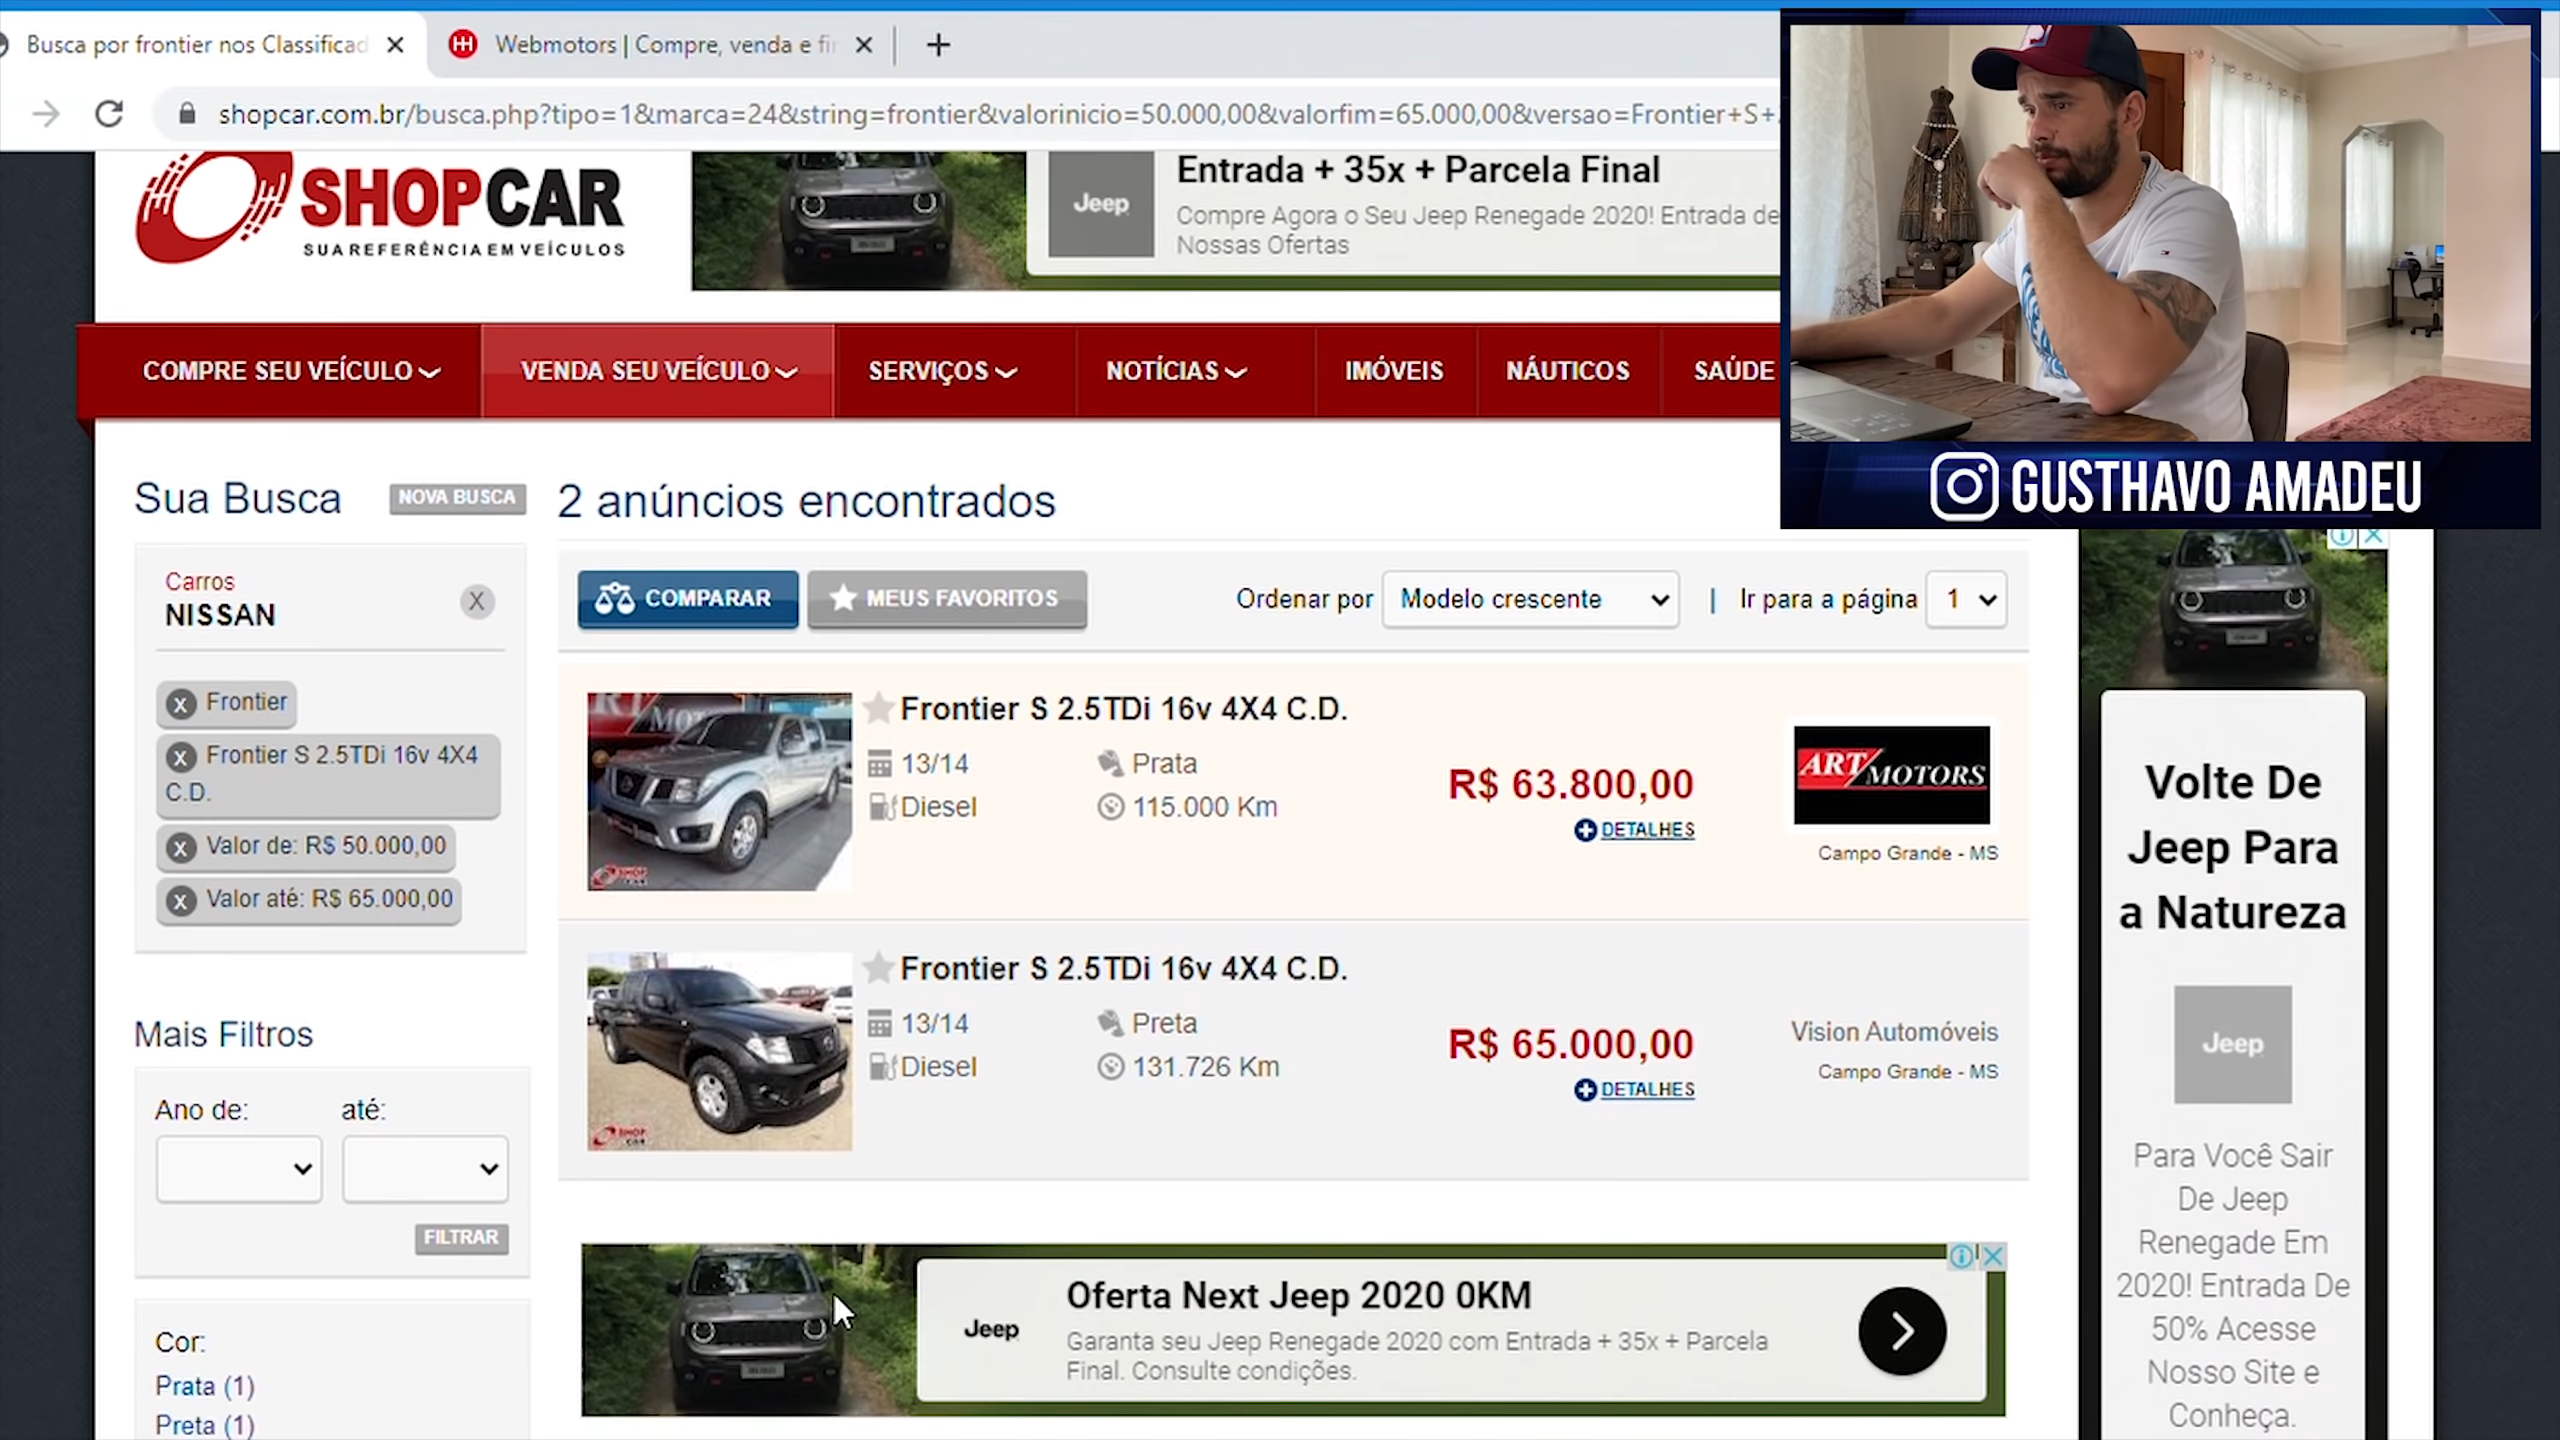 Busca por frontier nos Classificad
Webmotors | Compre, venda e fi
shopcar.com.br/busca.php?tipo=1&marca=24&string=frontier&valorinicio=50.000,00&valorfim=65.000,00&versao=Frontier+S+
SHOPCAR
SUA REFERÊNCIA EM VEÍCULOS
Jeep
Entrada + 35x + Parcela Final
Compre Agora o Seu Jeep Renegade 2020! Entrada de
Nossas Ofertas
GUSTHAVO AMADEU
COMPRE SEU VEÍCULO
VENDA SEU VEÍCULO
SERVIÇOS
NOTÍCIAS
IMÓVEIS
NÁUTICOS
SAÚDE
Sua Busca
NOVA BUSCA
Carros
NISSAN
X
x Frontier
x Frontier S 2.5TDi 16v 4X4
C.D.
x Valor de: R$ 50.000,00
x Valor até: R$ 65.000,00
Mais Filtros
Ano de:
até:
FILTRAR
Cor:
Prata (1)
Preta (1)
2 anúncios encontrados
COMPARAR
MEUS FAVORITOS
Ordenar por
Modelo crescente
|
Ir para a página
1
Frontier S 2.5TDi 16v 4X4 C.D.
13/14
Prata
Diesel
115.000 Km
R$ 63.800,00
DETALHES
ART MOTORS
Campo Grande - MS
SHOP
CAR
Frontier S 2.5TDi 16v 4X4 C.D.
13/14
Preta
Diesel
131.726 Km
R$ 65.000,00
DETALHES
Vision Automóveis
Campo Grande - MS
SHOP
CAR
Jeep
Oferta Next Jeep 2020 0KM
Garanta seu Jeep Renegade 2020 com Entrada + 35x + Parcela
Final. Consulte condições.
Volte De
Jeep Para
a Natureza
Jeep
Para Você Sair
De Jeep
Renegade Em
2020! Entrada De
50% Acesse
Nosso Site e
Conheça.